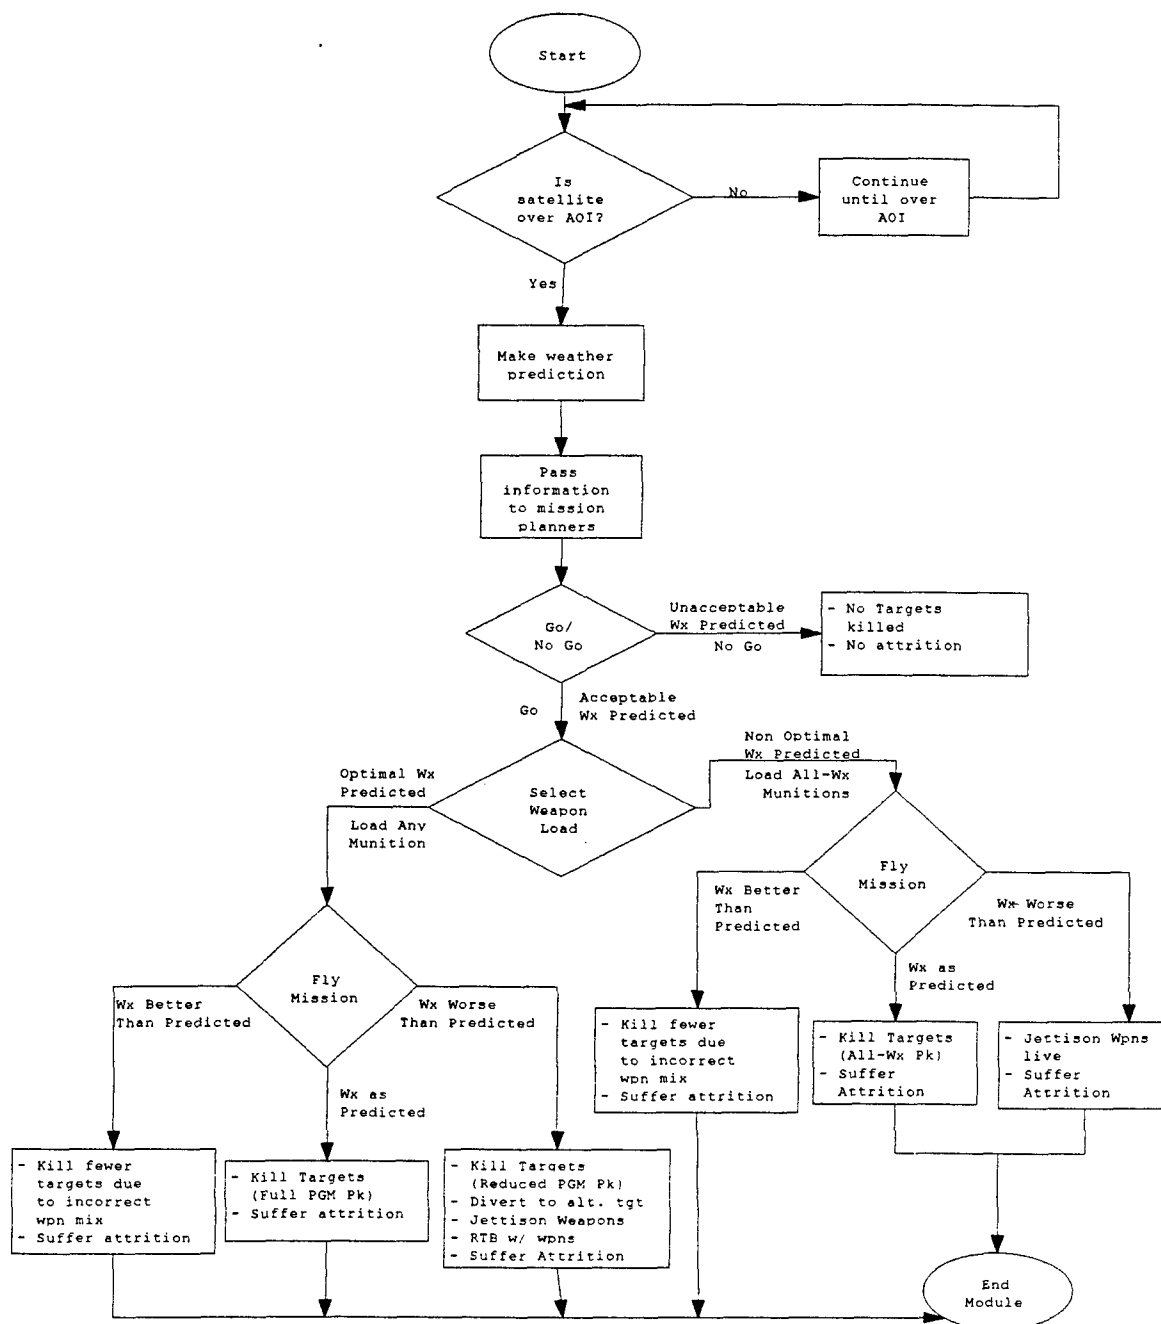 Start
Is
satellite
over AOI?
No
Continue
until over
AOI
Yes
Make weather
prediction
Pass
information
to mission
planners
Go/
No Go
Unacceptable
Wx Predicted
No Go
- No Targets
killed
- No attrition
Go
Acceptable
Wx Predicted
Select
Weapon
Load
Optimal Wx
Predicted
Load Any
Munition
Non Optimal
Wx Predicted
Load All-Wx
Munitions
Fly
Mission
Wx Better
Than
Predicted
Wx as
Predicted
Wx Worse
Than Predicted
- Kill fewer
targets due
to incorrect
wpn mix
- Suffer attrition
- Kill Targets
(All-Wx Pk)
- Suffer
Attrition
- Jettison Wpns
live
- Suffer
Attrition
Fly
Mission
Wx Better
Than Predicted
Wx as
Predicted
Wx Worse
Than Predicted
- Kill fewer
targets due
to incorrect
wpn mix
- Suffer attrition
- Kill Targets
(Full PGM Pk)
- Suffer attrition
- Kill Targets
(Reduced PGM Pk)
- Divert to alt. tgt
- Jettison Weapons
- RTB w/ wpns
- Suffer Attrition
End
Module